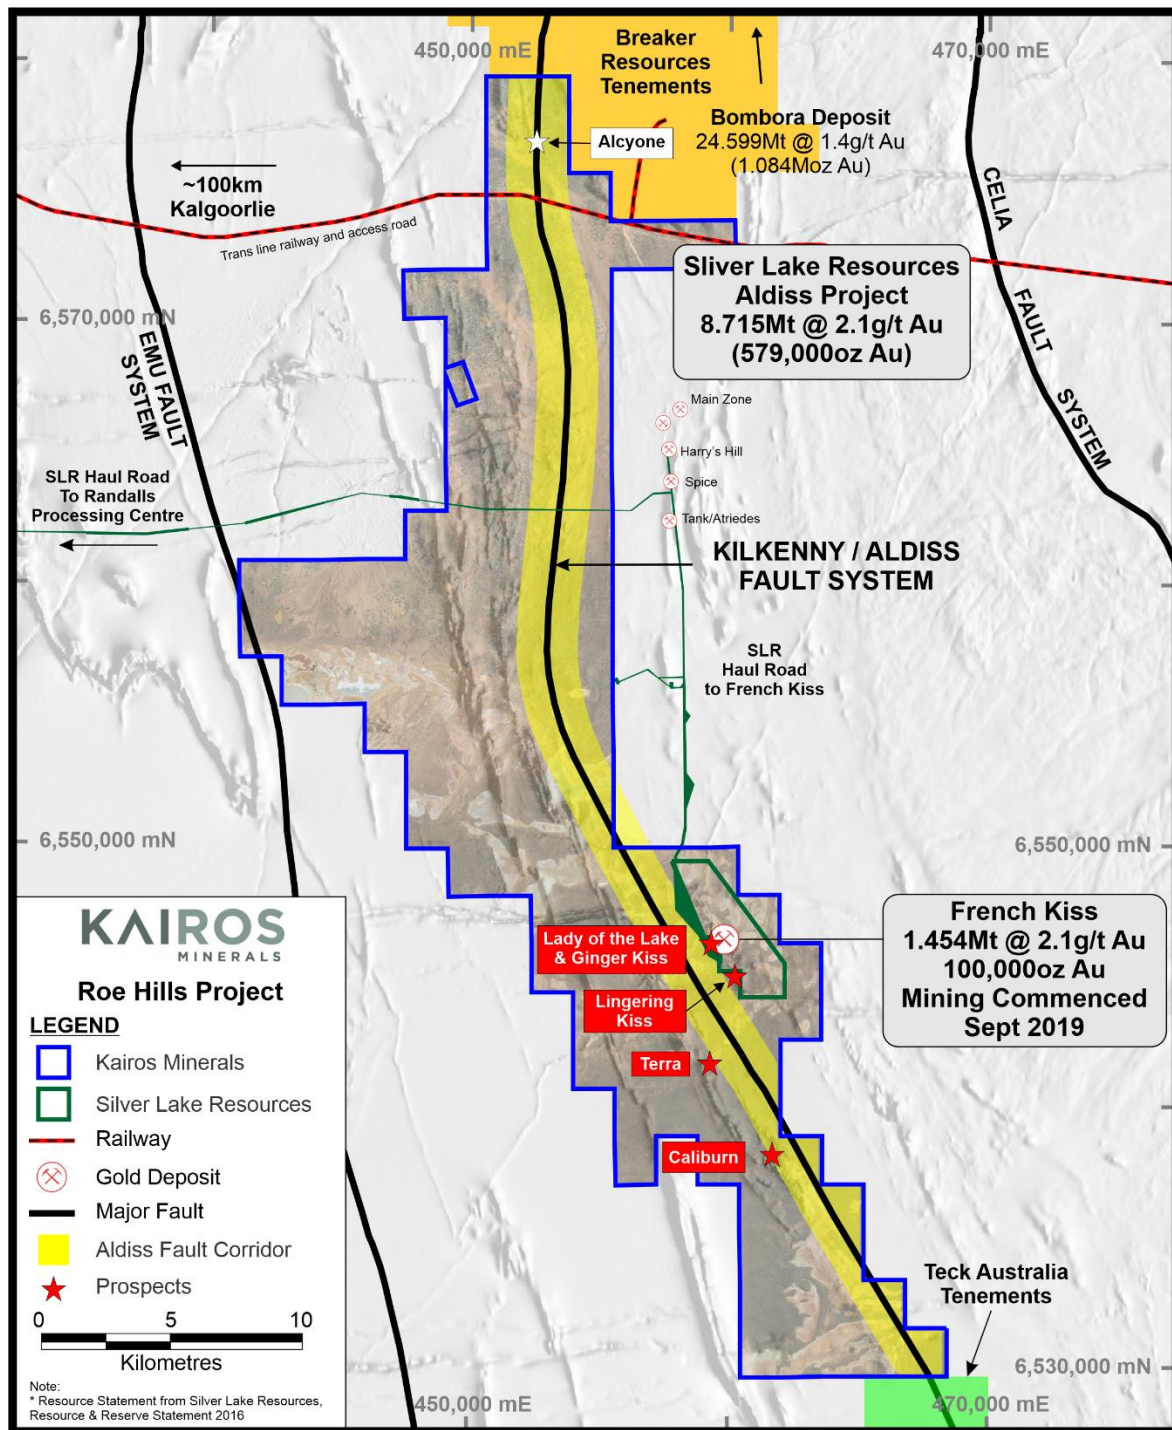 450,000 mE
470,000 mE
Breaker
Resources
Tenements
Bombora Deposit
24.599Mt @ 1.4g/t Au
(1.084Moz Au)
Alcyone
~100km
Kalgoorlie
Trans line railway and access road
CELIA
FAULT
SYSTEM
Sliver Lake Resources
Aldiss Project
8.715Mt @ 2.1g/t Au
(579,000oz Au)
6,570,000 mN
EMU FAULT
SYSTEM
Main Zone
Harry's Hill
Spice
Tank/Atriedes
SLR Haul Road
To Randalls
Processing Centre
KILKENNY / ALDISS
FAULT SYSTEM
SLR
Haul Road
to French Kiss
6,550,000 mN
6,550,000 mN
French Kiss
1.454Mt @ 2.1g/t Au
100,000oz Au
Mining Commenced
Sept 2019
Lady of the Lake
& Ginger Kiss
Lingering
Kiss
Terra
Caliburn
Teck Australia
Tenements
6,530,000 mN
450,000 mE
470,000 mE
KAIROS
MINERALS
Roe Hills Project
LEGEND
Kairos Minerals
Silver Lake Resources
Railway
Gold Deposit
Major Fault
Aldiss Fault Corridor
Prospects
0 5 10
Kilometres
Note:
* Resource Statement from Silver Lake Resources,
Resource & Reserve Statement 2016